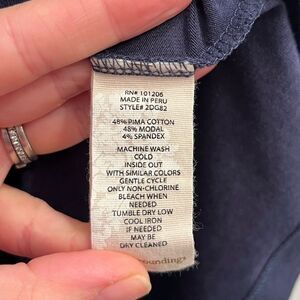 RN# 101206
MADE IN PERU
STYLE# 2DG82
48% PIMA COTTON
48% MODAL
4% SPANDEX
MACHINE WASH
COLD
INSIDE OUT
WITH SIMILAR COLORS
GENTLE CYCLE
ONLY NON-CHLORINE
BLEACH WHEN
NEEDED
TUMBLE DRY LOW
COOL IRON
IF NEEDED
MAY BE
DRY CLEANED